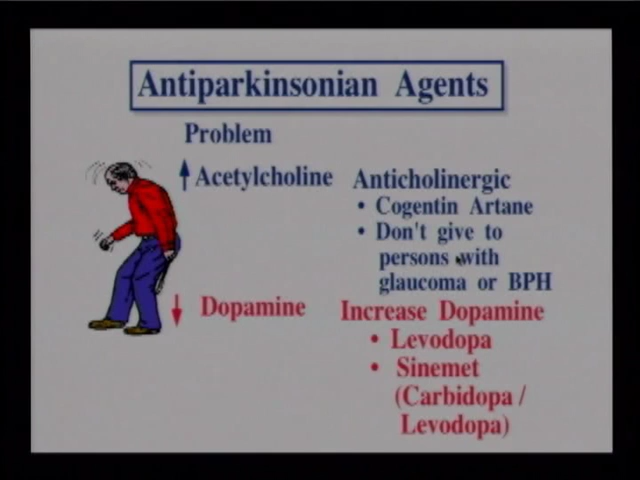 Antiparkinsonian Agents
Problem
Acetylcholine
Anticholinergic
• Cogentin Artane
• Don't give to
persons with
glaucoma or BPH
Dopamine
Increase Dopamine
• Levodopa
• Sinemet
(Carbidopa /
Levodopa)